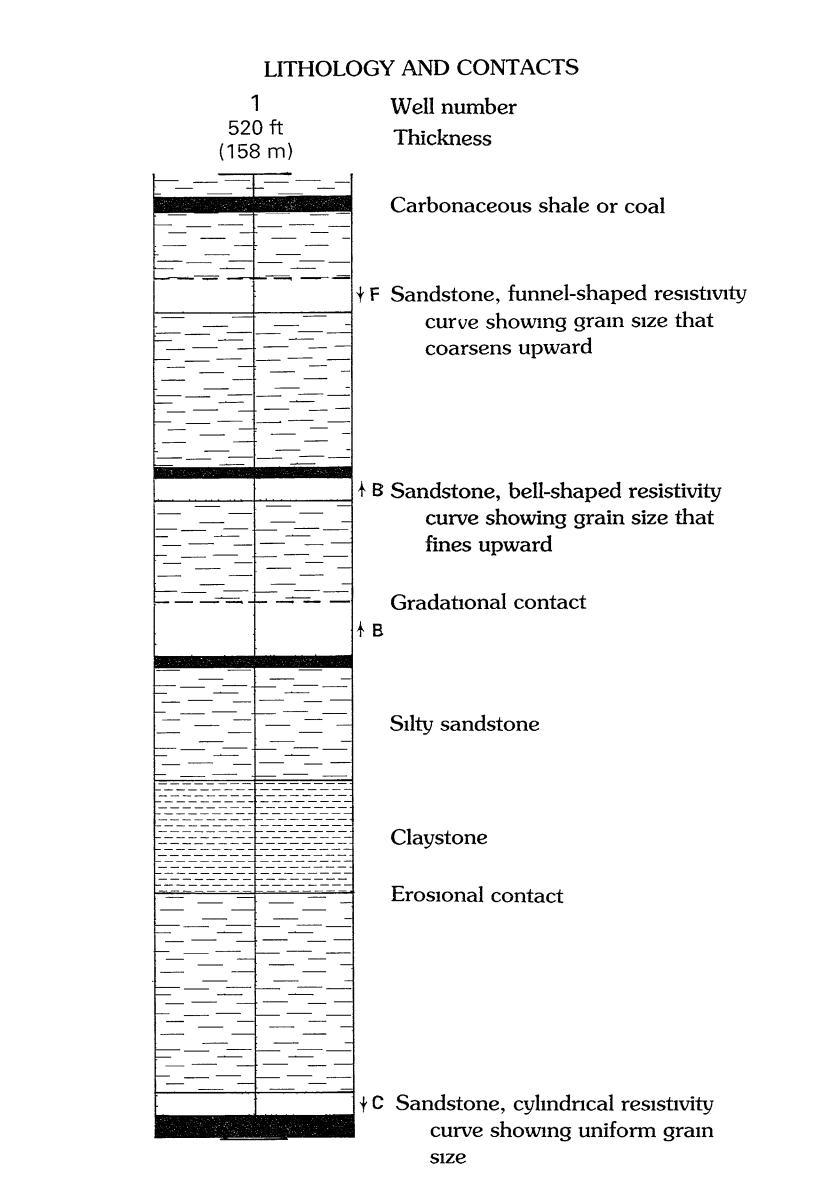 LITHOLOGY AND CONTACTS
1 Well number
520 ft Thickness
(158 m)
Carbonaceous shale or coal
↓ F Sandstone, funnel-shaped resistivity
curve showing grain size that
coarsens upward
↑ B Sandstone, bell-shaped resistivity
curve showing grain size that
fines upward
Gradational contact
↑ B
Silty sandstone
Claystone
Erosional contact
↓ C Sandstone, cylindrical resistivity
curve showing uniform grain
size